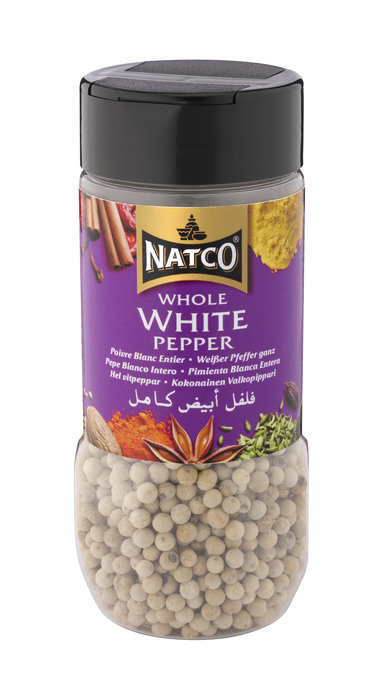 NATCO®
WHOLE
WHITE
PEPPER
Poivre Blanc Entier • Weißer Pfeffer ganz
Pepe Bianco Intero • Pimienta Blanca Entera
Hel vitpeppar • Kokonainen Valkopippuri
فلفل أبيض كامل